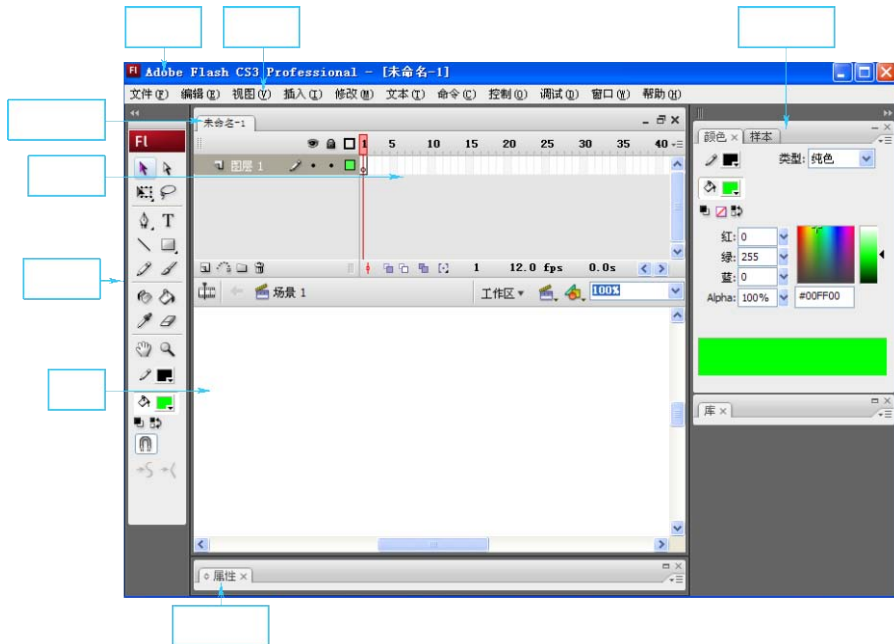 Adobe Flash CS3 Professional - [未命名-1]
文件(F) 编辑(E) 视图(V) 插入(I) 修改(M) 文本(T) 命令(C) 控制(O) 调试(D) 窗口(W) 帮助(H)
未命名-1
Fl
1 5 10 15 20 25 30 35 40
图层 1
1 12.0 fps 0.0s
场景 1 工作区 100%
属性
颜色 样本
类型: 纯色
红: 0
绿: 255
蓝: 0
Alpha: 100% #00FF00
库